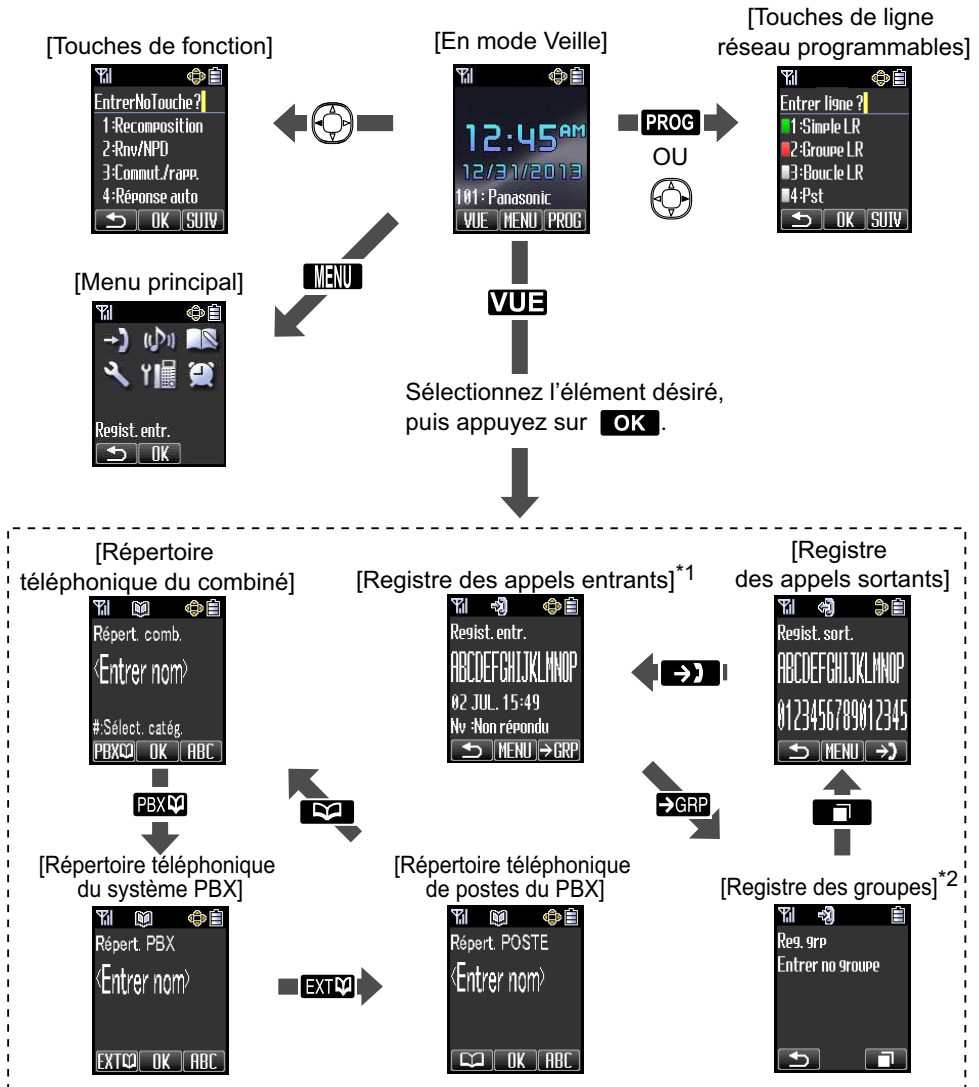 [Touches de fonction]
EntrerNoTouche?
1:Recomposition
2:Rnv/NPD
3:Commut./rapp.
4:Réponse auto
OK SUIV
[En mode Veille]
12:45AM
12/31/2013
101: Panasonic
VUE MENU PROG
PROG
OU
[Touches de ligne
réseau programmables]
Entrer ligne ?
1:Simple LR
2:Groupe LR
3:Boucle LR
4:Pst
OK SUIV
MENU
[Menu principal]
Regist. entr.
OK
VUE
Sélectionnez l'élément désiré,
puis appuyez sur OK .
[Répertoire
téléphonique du combiné]
Répert. comb.
<Entrer nom>
#:Sélect. catég.
PBX OK ABC
[Registre des appels entrants]*1
Regist. entr.
ABCDEFGHIJKLMNOP
02 JUL. 15:49
Nv :Non répondu
MENU →GRP
[Registre
des appels sortants]
Regist. sort.
ABCDEFGHIJKLMNOP
0123456789012345
MENU
PBX
→GRP
[Répertoire téléphonique
du système PBX]
Répert. PBX
<Entrer nom>
EXT OK ABC
EXT
[Répertoire téléphonique
de postes du PBX]
Répert. POSTE
<Entrer nom>
OK ABC
[Registre des groupes]*2
Reg. grp
Entrer no groupe